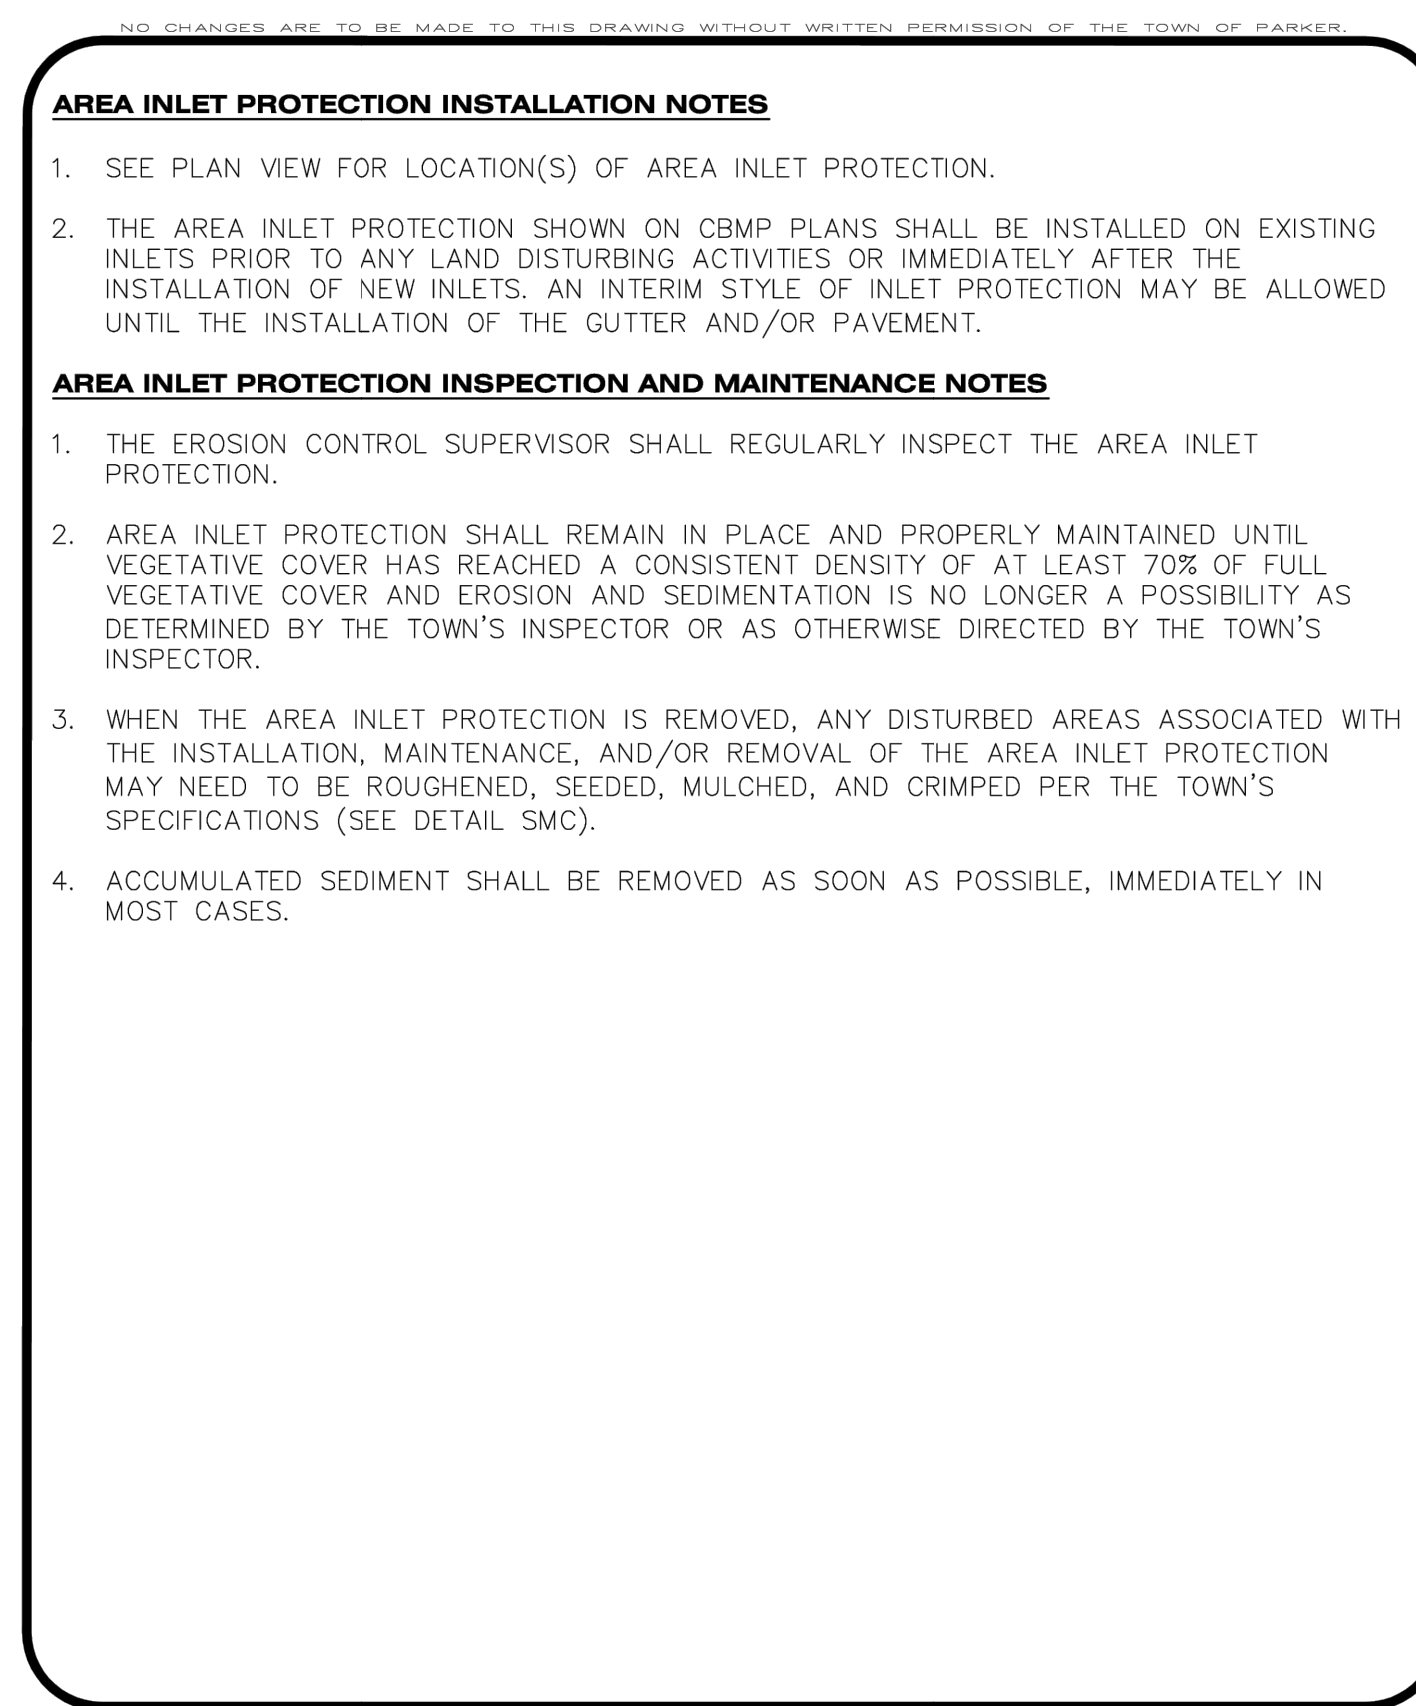 NO CHANGES ARE TO BE MADE TO THIS DRAWING WITHOUT WRITTEN PERMISSION OF THE TOWN OF PARKER.
AREA INLET PROTECTION INSTALLATION NOTES
1. SEE PLAN VIEW FOR LOCATION(S) OF AREA INLET PROTECTION.
2. THE AREA INLET PROTECTION SHOWN ON CBMP PLANS SHALL BE INSTALLED ON EXISTING
INLETS PRIOR TO ANY LAND DISTURBING ACTIVITIES OR IMMEDIATELY AFTER THE
INSTALLATION OF NEW INLETS. AN INTERIM STYLE OF INLET PROTECTION MAY BE ALLOWED
UNTIL THE INSTALLATION OF THE GUTTER AND/OR PAVEMENT.
AREA INLET PROTECTION INSPECTION AND MAINTENANCE NOTES
1. THE EROSION CONTROL SUPERVISOR SHALL REGULARLY INSPECT THE AREA INLET
PROTECTION.
2. AREA INLET PROTECTION SHALL REMAIN IN PLACE AND PROPERLY MAINTAINED UNTIL
VEGETATIVE COVER HAS REACHED A CONSISTENT DENSITY OF AT LEAST 70% OF FULL
VEGETATIVE COVER AND EROSION AND SEDIMENTATION IS NO LONGER A POSSIBILITY AS
DETERMINED BY THE TOWN'S INSPECTOR OR AS OTHERWISE DIRECTED BY THE TOWN'S
INSPECTOR.
3. WHEN THE AREA INLET PROTECTION IS REMOVED, ANY DISTURBED AREAS ASSOCIATED WITH
THE INSTALLATION, MAINTENANCE, AND/OR REMOVAL OF THE AREA INLET PROTECTION
MAY NEED TO BE ROUGHENED, SEEDED, MULCHED, AND CRIMPED PER THE TOWN'S
SPECIFICATIONS (SEE DETAIL SMC).
4. ACCUMULATED SEDIMENT SHALL BE REMOVED AS SOON AS POSSIBLE, IMMEDIATELY IN
MOST CASES.